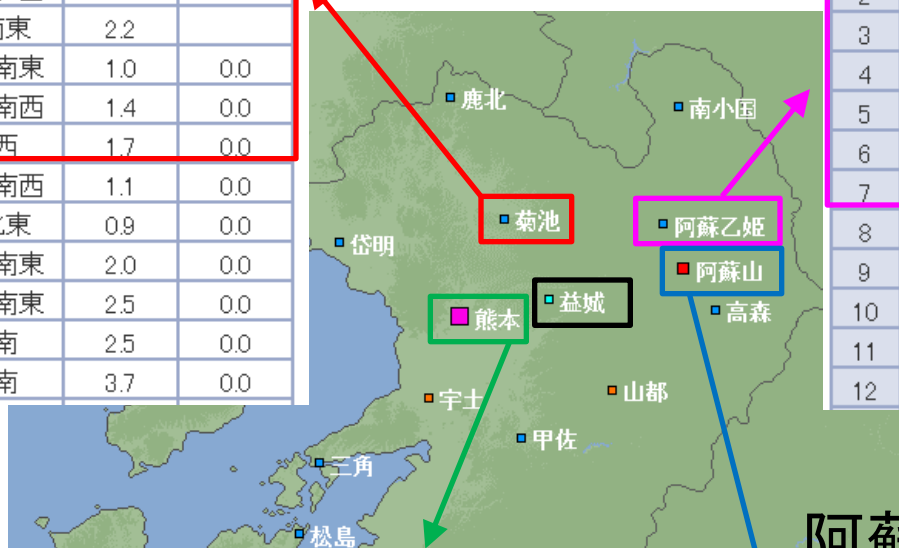 東 2.2
南東 1.0 0.0
南西 1.4 0.0
西 1.7 0.0
南西 1.1 0.0
東 0.9 0.0
南東 2.0 0.0
南東 2.5 0.0
南 2.5 0.0
南 3.7 0.0
鹿北
南小国
菊池
阿蘇乙姫
岱明
阿蘇山
益城
熊本
高森
宇土
山都
甲佐
三角
松島
2
3
4
5
6
7
8
9
10
11
12
阿蘇